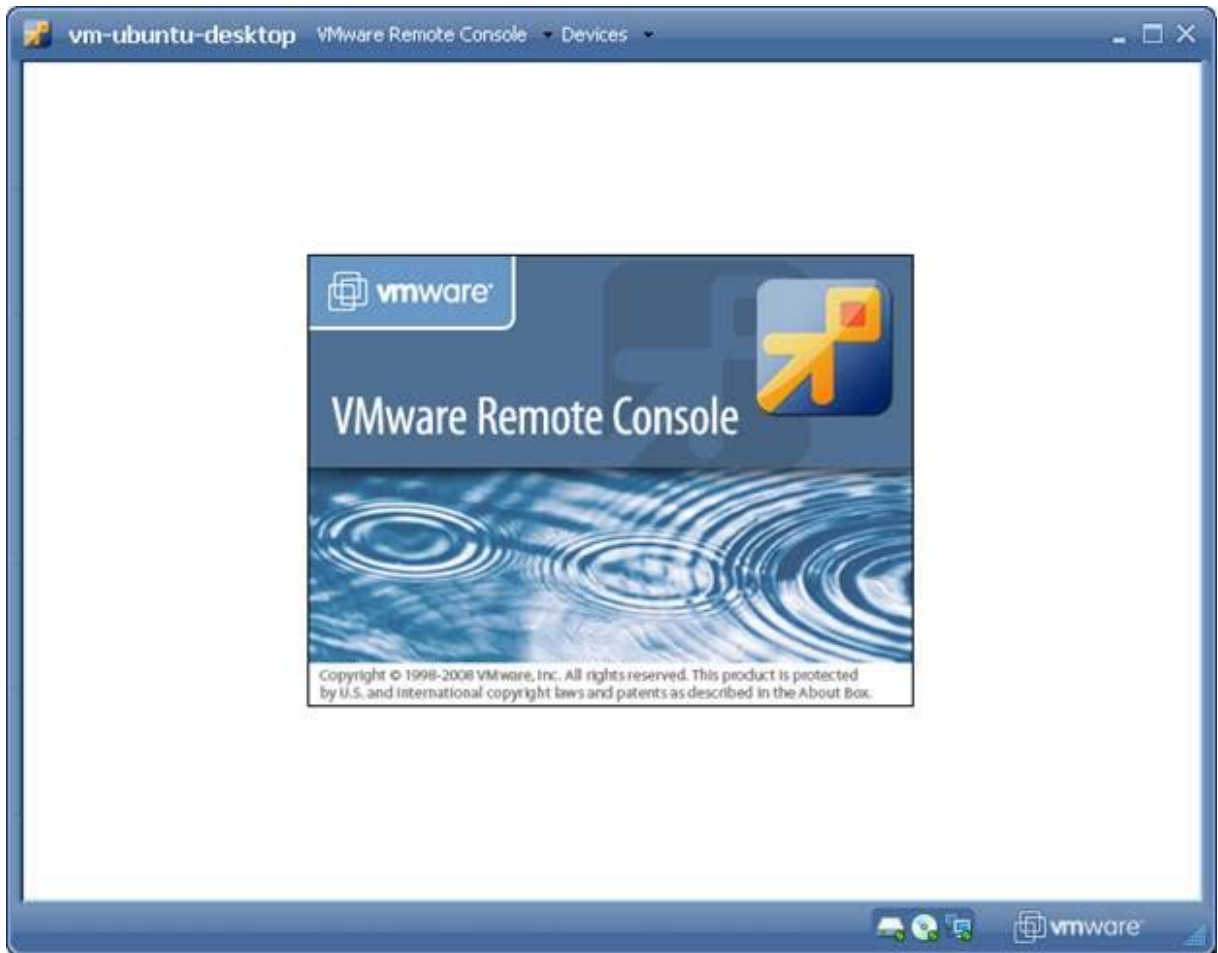 vm-ubuntu-desktop VMware Remote Console Devices
vmware
VMware Remote Console
Copyright © 1998-2008 VMware, Inc. All rights reserved. This product is protected
by U.S. and international copyright laws and patents as described in the About Box.
vmware